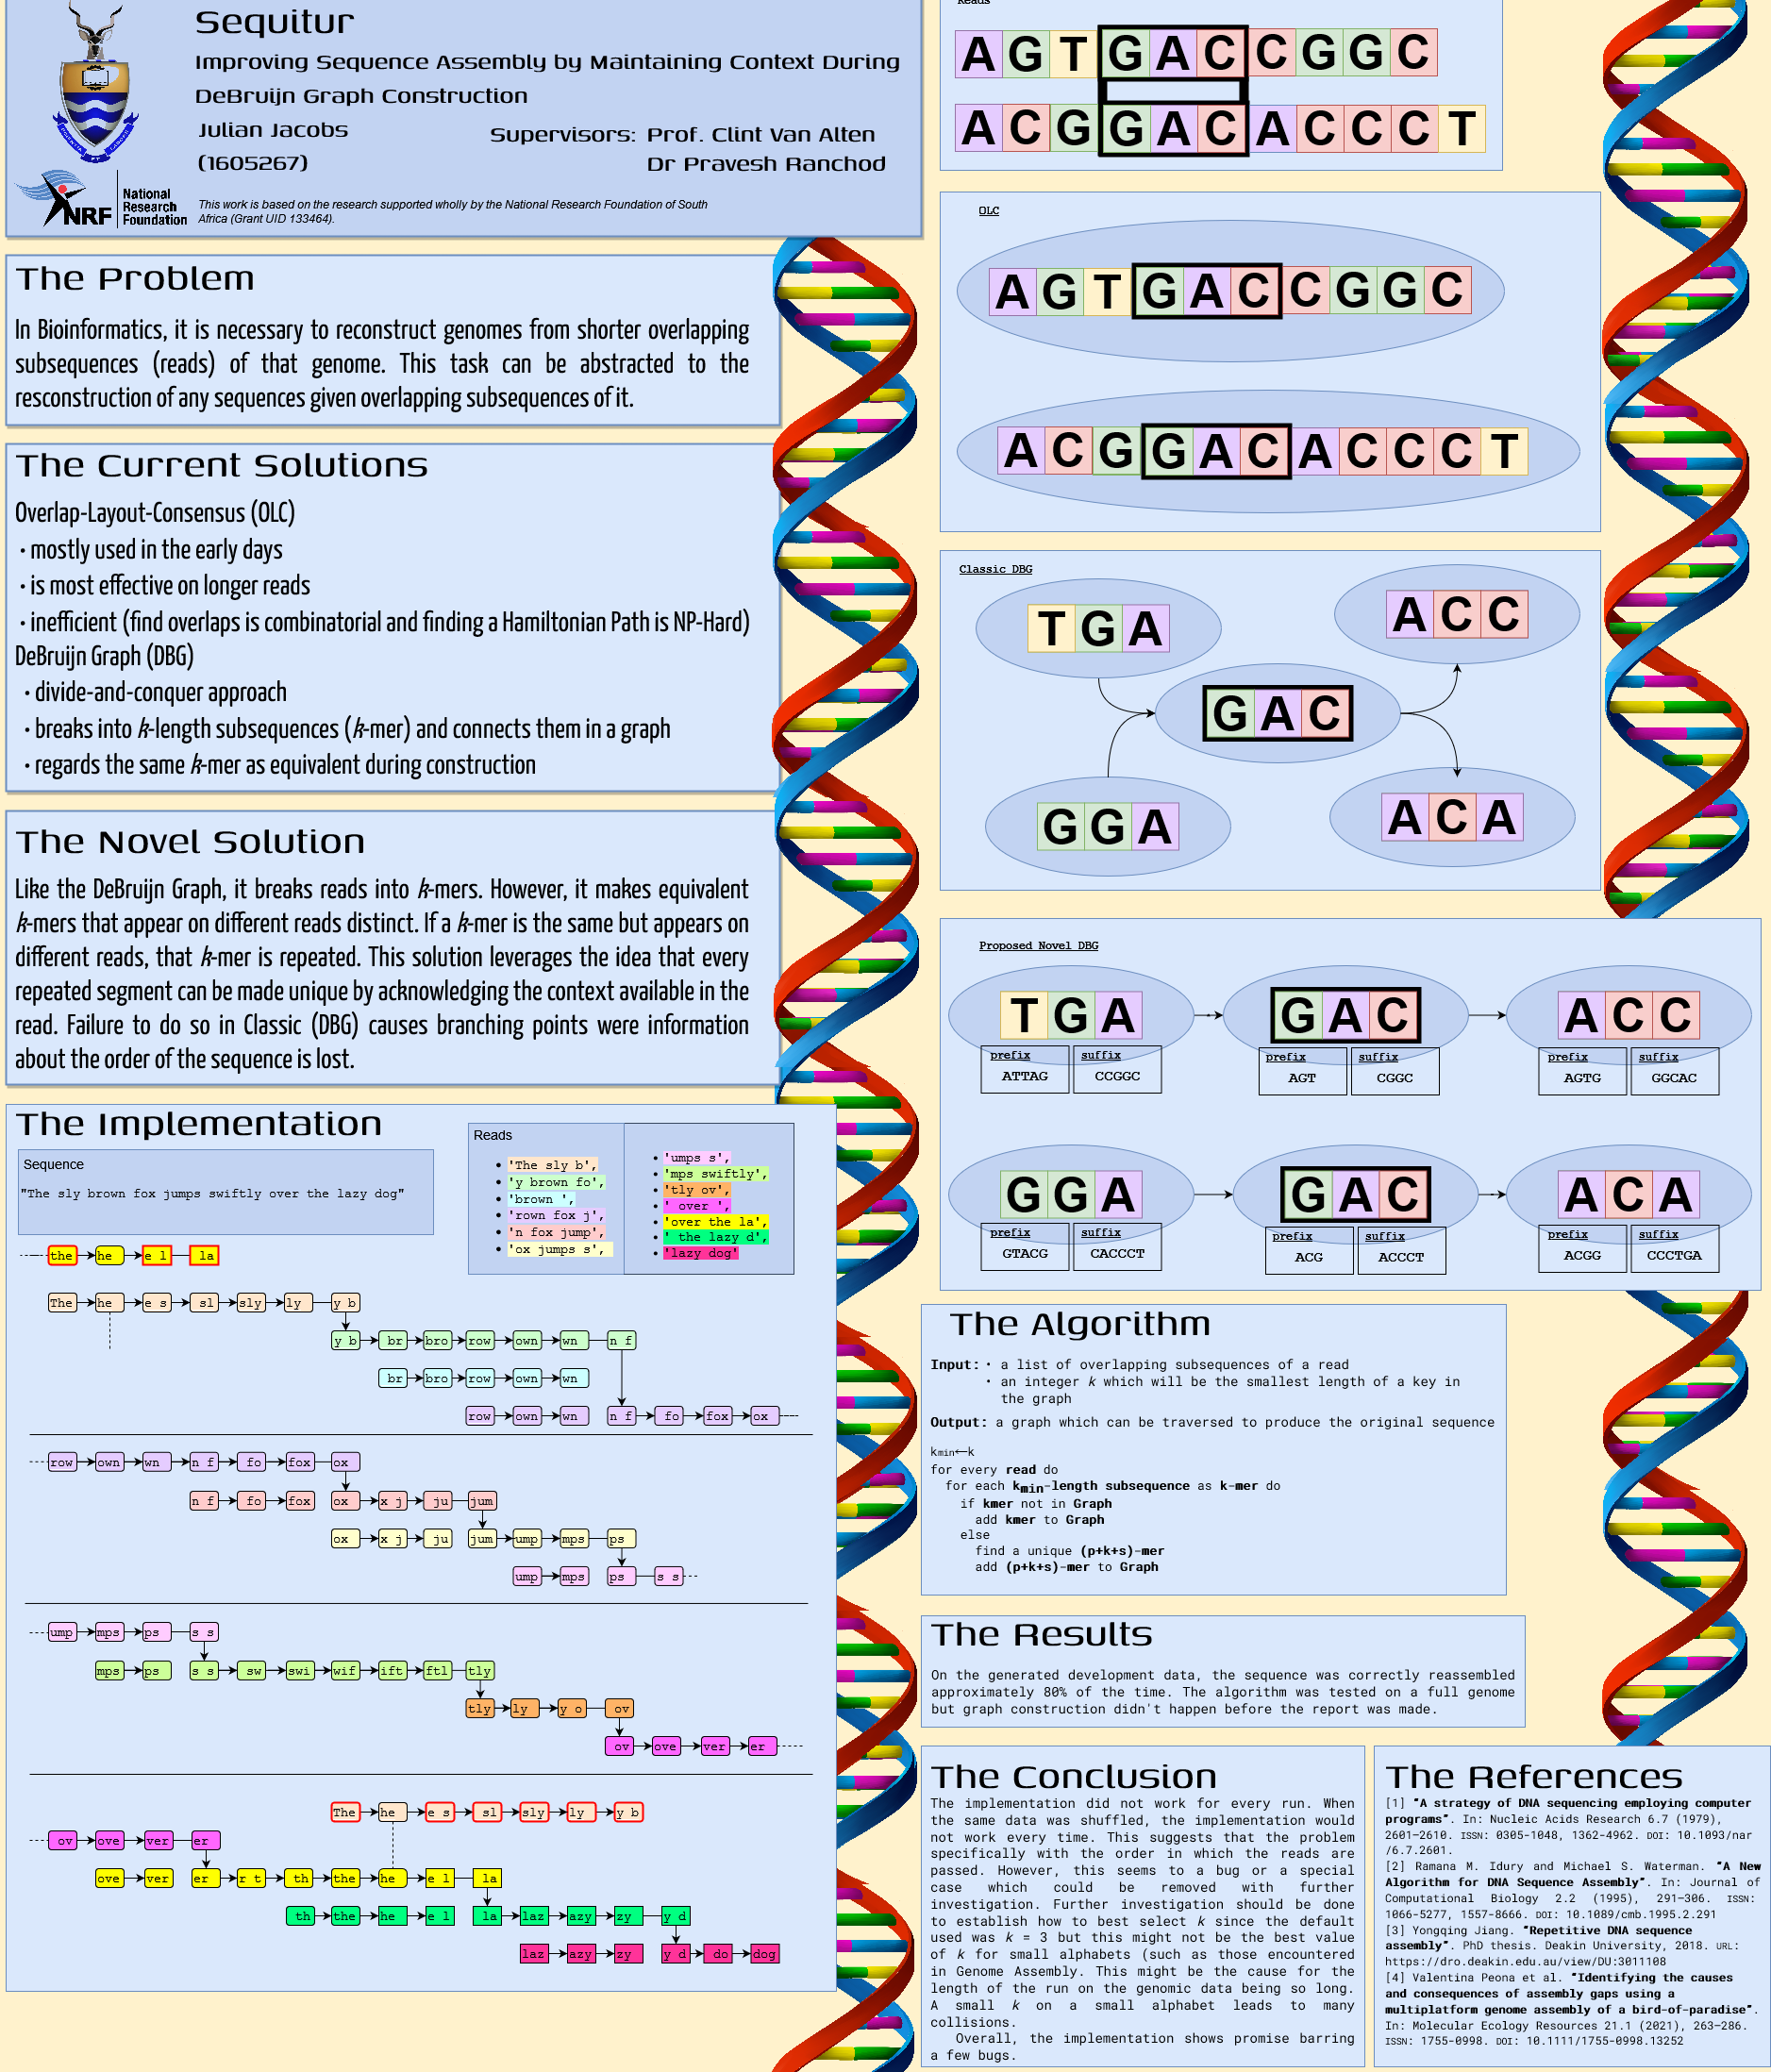 Sequitur
Improving Sequence Assembly by Maintaining Context During
DeBruijn Graph Construction
Julian Jacobs
(1605267)
Supervisors: Prof. Clint Van Alten
Dr Pravesh Ranchod
NRF
National
Research
Foundation
This work is based on the research supported wholly by the National Research Foundation of South
Africa (Grant UID 133464).
The Problem
In Bioinformatics, it is necessary to reconstruct genomes from shorter overlapping
subsequences (reads) of that genome. This task can be abstracted to the
resconstruction of any sequences given overlapping subsequences of it.
The Current Solutions
Overlap-Layout-Consensus (OLC)
• mostly used in the early days
• is most effective on longer reads
• inefficient (find overlaps is combinatorial and finding a Hamiltonian Path is NP-Hard)
DeBruijn Graph (DBG)
• divide-and-conquer approach
• breaks into k-length subsequences (k-mer) and connects them in a graph
• regards the same k-mer as equivalent during construction
The Novel Solution
Like the DeBruijn Graph, it breaks reads into k-mers. However, it makes equivalent
k-mers that appear on different reads distinct. If a k-mer is the same but appears on
different reads, that k-mer is repeated. This solution leverages the idea that every
repeated segment can be made unique by acknowledging the context available in the
read. Failure to do so in Classic (DBG) causes branching points were information
about the order of the sequence is lost.
The Implementation
Sequence
"The sly brown fox jumps swiftly over the lazy dog"
Reads
• 'The sly b',
• 'y brown fo',
• 'brown ',
• 'rown fox j',
• 'n fox jump',
• 'ox jumps s',
• 'umps s',
• 'mps swiftly',
• 'tly ov',
• ' over ',
• 'over the la',
• ' the lazy d',
• 'lazy dog'
the he e l la
The he e s sl sly ly y b
y b br bro row own wn n f
br bro row own wn
row own wn n f fo fox ox
row own wn n f fo fox ox
n f fo fox ox x j ju jum
ox x j ju jum ump mps ps
ump mps ps s s
ump mps ps s s
mps ps s s sw swi wif ift ftl tly
tly ly y o ov
ov ove ver er
The he e s sl sly ly y b
ov ove ver er
ove ver er r t th the he e l la
th the he e l la laz azy zy y d
laz azy zy y d do dog
Reads
A G T G A C C G G C
A C G G A C A C C C T
OLC
A G T G A C C G G C
A C G G A C A C C C T
Classic DBG
T G A
A C C
G A C
G G A
A C A
Proposed Novel DBG
T G A G A C A C C
prefix suffix prefix suffix prefix suffix
ATTAG CCGGC AGT CGGC AGTG GGCAC
G G A G A C A C A
prefix suffix prefix suffix prefix suffix
GTACG CACCCT ACG ACCCT ACGG CCCTGA
The Algorithm
Input: • a list of overlapping subsequences of a read
• an integer k which will be the smallest length of a key in
the graph
Output: a graph which can be traversed to produce the original sequence
kmin←k
for every read do
for each kmin-length subsequence as k-mer do
if kmer not in Graph
add kmer to Graph
else
find a unique (p+k+s)-mer
add (p+k+s)-mer to Graph
The Results
On the generated development data, the sequence was correctly reassembled
approximately 80% of the time. The algorithm was tested on a full genome
but graph construction didn't happen before the report was made.
The Conclusion
The implementation did not work for every run. When
the same data was shuffled, the implementation would
not work every time. This suggests that the problem
specifically with the order in which the reads are
passed. However, this seems to a bug or a special
case which could be removed with further
investigation. Further investigation should be done
to establish how to best select k since the default
used was k = 3 but this might not be the best value
of k for small alphabets (such as those encountered
in Genome Assembly. This might be the cause for the
length of the run on the genomic data being so long.
A small k on a small alphabet leads to many
collisions.
Overall, the implementation shows promise barring
a few bugs.
The References
[1] “A strategy of DNA sequencing employing computer
programs”. In: Nucleic Acids Research 6.7 (1979),
2601–2610. ISSN: 0305-1048, 1362-4962. DOI: 10.1093/nar
/6.7.2601.
[2] Ramana M. Idury and Michael S. Waterman. “A New
Algorithm for DNA Sequence Assembly”. In: Journal of
Computational Biology 2.2 (1995), 291–306. ISSN:
1066-5277, 1557-8666. DOI: 10.1089/cmb.1995.2.291
[3] Yongqing Jiang. “Repetitive DNA sequence
assembly”. PhD thesis. Deakin University, 2018. URL:
https://dro.deakin.edu.au/view/DU:3011108
[4] Valentina Peona et al. “Identifying the causes
and consequences of assembly gaps using a
multiplatform genome assembly of a bird-of-paradise”.
In: Molecular Ecology Resources 21.1 (2021), 263–286.
ISSN: 1755-0998. DOI: 10.1111/1755-0998.13252